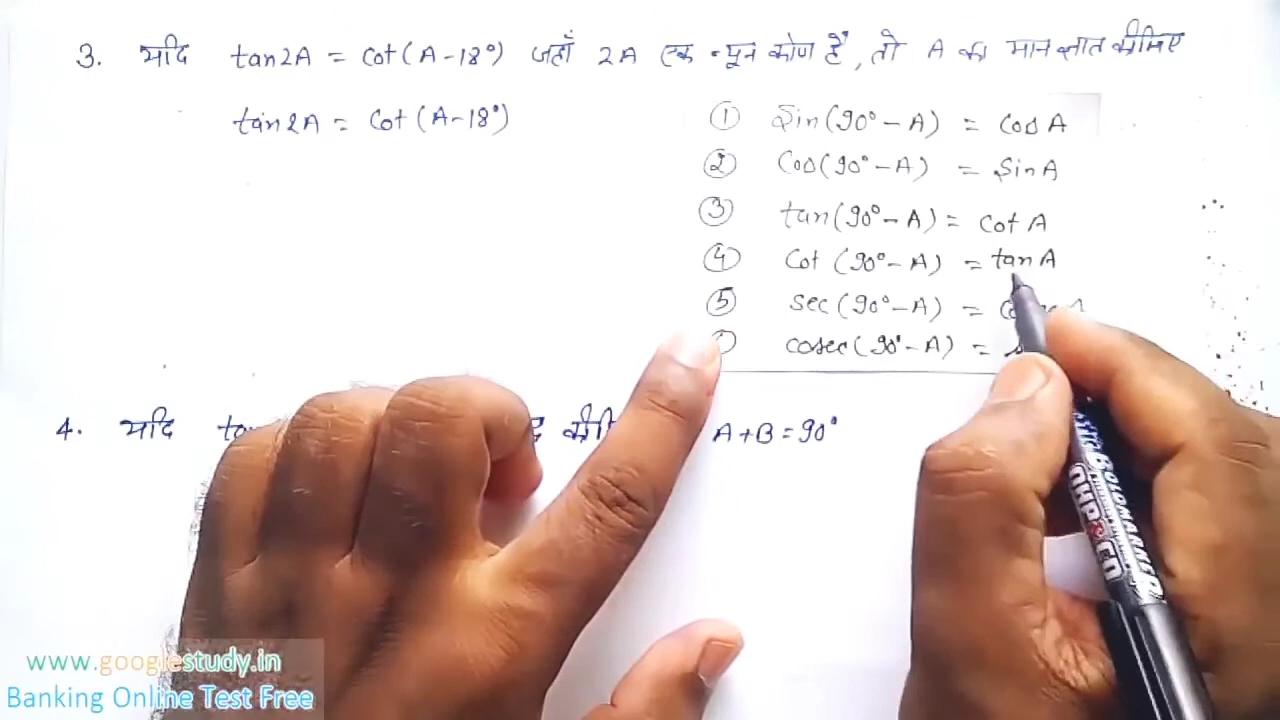 3. यदि tan2A = cot(A-18°) जहाँ 2A एक न्यून कोण है, तो A का मान ज्ञात कीजिए
tan2A = cot(A-18°)
① Sin(90°-A) = cosA
② Cos(90°-A) = SinA
③ tan(90°-A) = cot A
④ Cot (90°-A) = tanA
⑤ sec(90°-A) =
cosec(90°-A) =
4. यदि A+B=90°
www.googlestudy.in
Banking Online Test Free